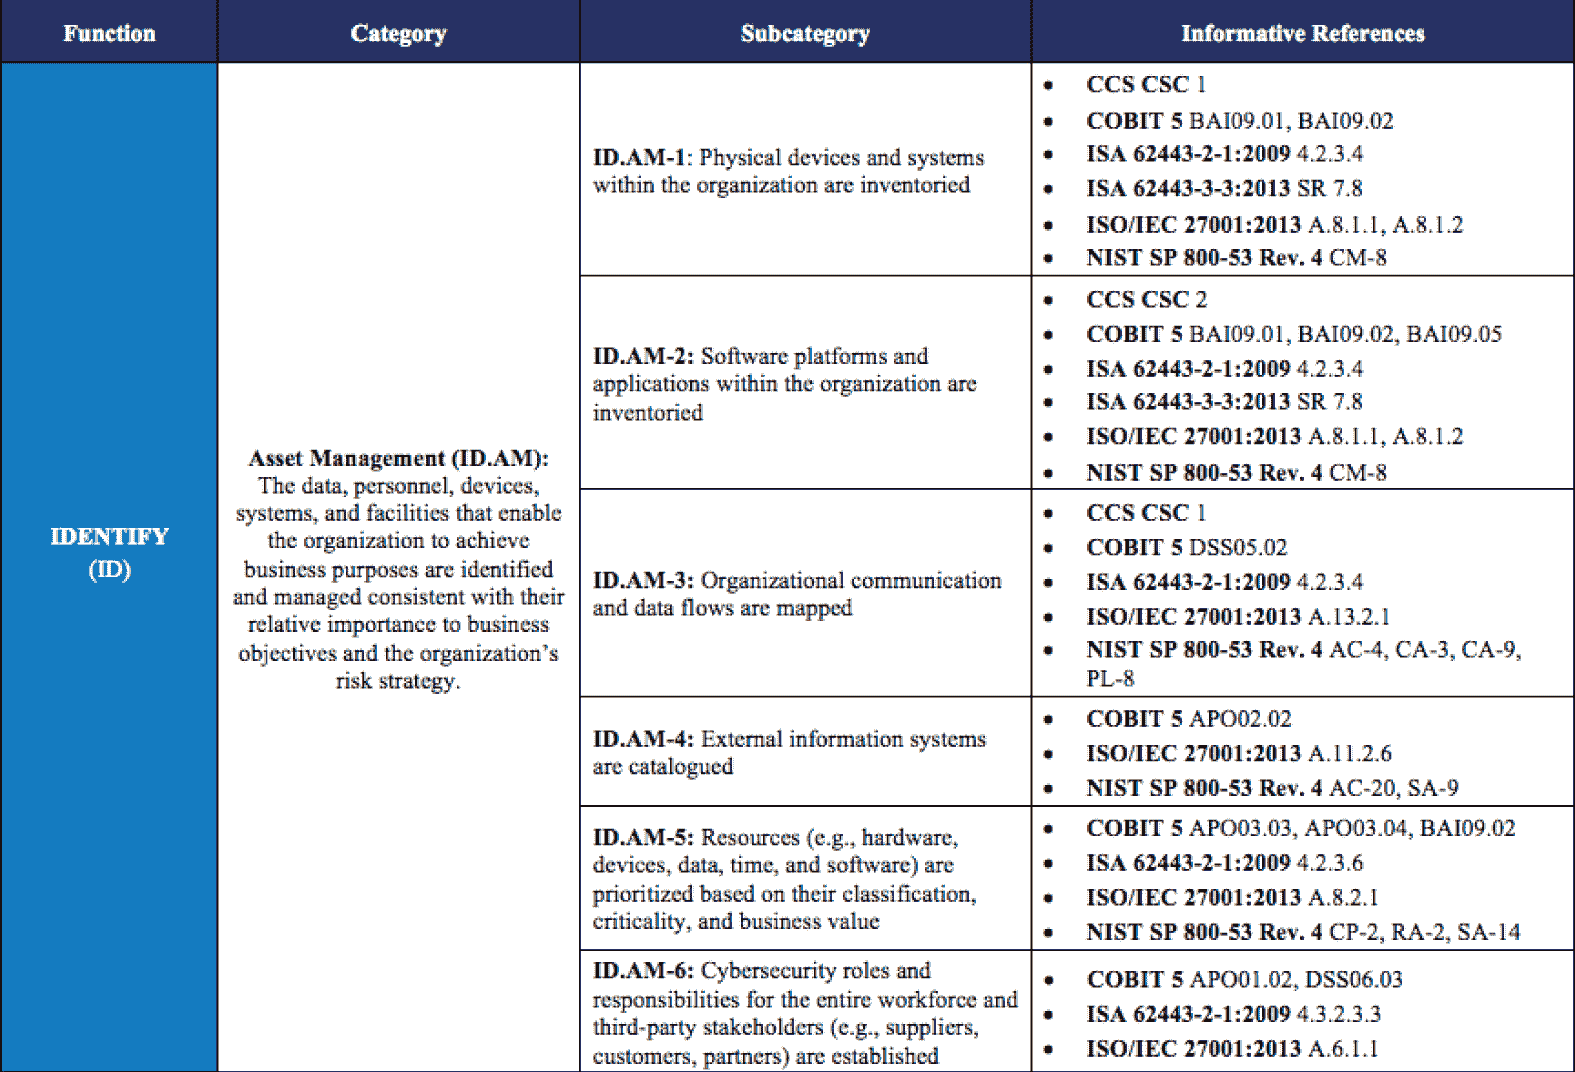 Function Category Subcategory Informative References
IDENTIFY
(ID)
Asset Management (ID.AM):
The data, personnel, devices,
systems, and facilities that enable
the organization to achieve
business purposes are identified
and managed consistent with their
relative importance to business
objectives and the organization’s
risk strategy.
ID.AM-1: Physical devices and systems
within the organization are inventoried
• CCS CSC 1
• COBIT 5 BAI09.01, BAI09.02
• ISA 62443-2-1:2009 4.2.3.4
• ISA 62443-3-3:2013 SR 7.8
• ISO/IEC 27001:2013 A.8.1.1, A.8.1.2
• NIST SP 800-53 Rev. 4 CM-8
ID.AM-2: Software platforms and
applications within the organization are
inventoried
• CCS CSC 2
• COBIT 5 BAI09.01, BAI09.02, BAI09.05
• ISA 62443-2-1:2009 4.2.3.4
• ISA 62443-3-3:2013 SR 7.8
• ISO/IEC 27001:2013 A.8.1.1, A.8.1.2
• NIST SP 800-53 Rev. 4 CM-8
ID.AM-3: Organizational communication
and data flows are mapped
• CCS CSC 1
• COBIT 5 DSS05.02
• ISA 62443-2-1:2009 4.2.3.4
• ISO/IEC 27001:2013 A.13.2.1
• NIST SP 800-53 Rev. 4 AC-4, CA-3, CA-9,
PL-8
ID.AM-4: External information systems
are catalogued
• COBIT 5 APO02.02
• ISO/IEC 27001:2013 A.11.2.6
• NIST SP 800-53 Rev. 4 AC-20, SA-9
ID.AM-5: Resources (e.g., hardware,
devices, data, time, and software) are
prioritized based on their classification,
criticality, and business value
• COBIT 5 APO03.03, APO03.04, BAI09.02
• ISA 62443-2-1:2009 4.2.3.6
• ISO/IEC 27001:2013 A.8.2.1
• NIST SP 800-53 Rev. 4 CP-2, RA-2, SA-14
ID.AM-6: Cybersecurity roles and
responsibilities for the entire workforce and
third-party stakeholders (e.g., suppliers,
customers, partners) are established
• COBIT 5 APO01.02, DSS06.03
• ISA 62443-2-1:2009 4.3.2.3.3
• ISO/IEC 27001:2013 A.6.1.1